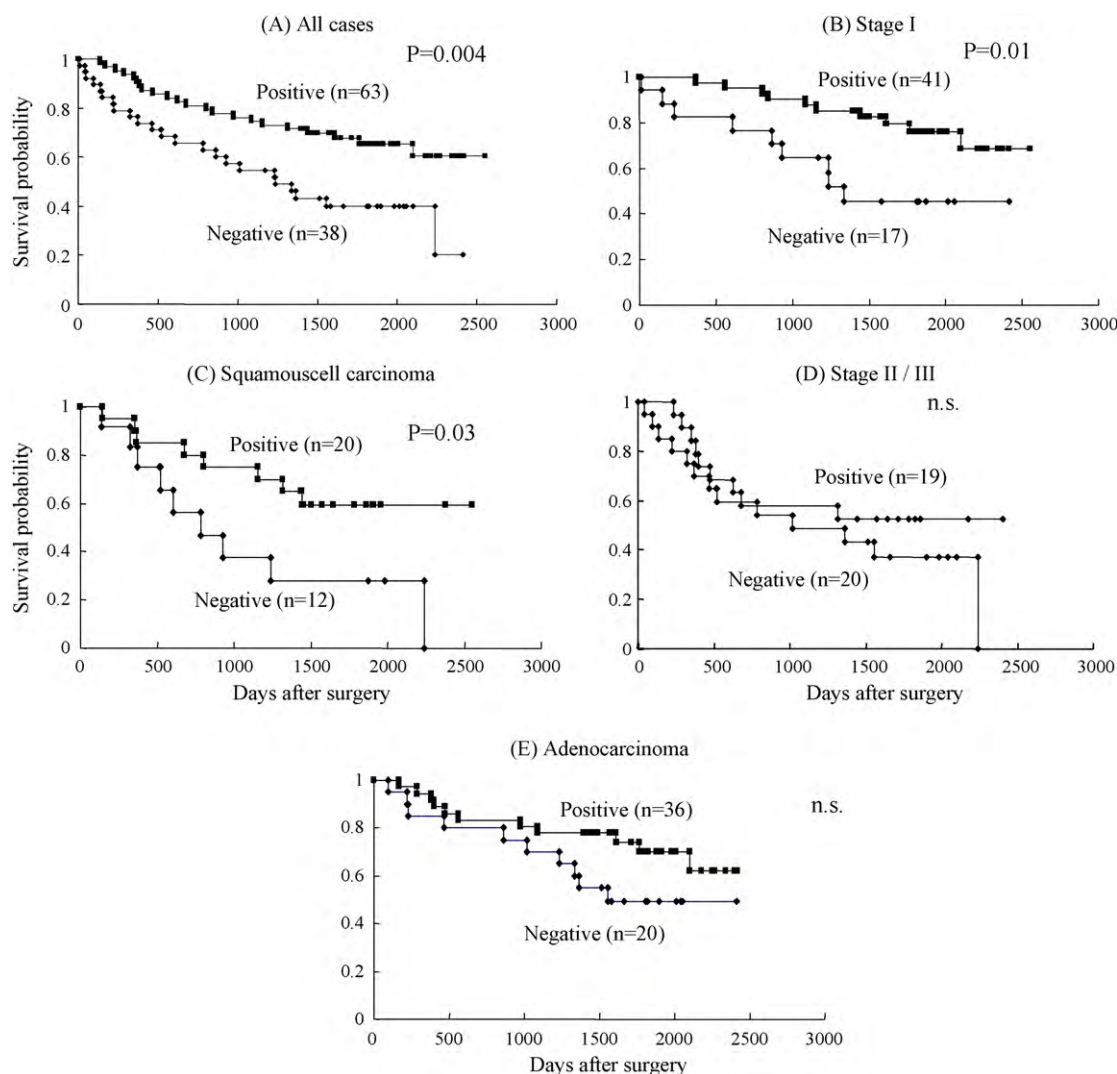 (A) All cases
P=0.004
Survival probability
1
0.8
0.6
0.4
0.2
0
Positive (n=63)
Negative (n=38)
0 500 1000 1500 2000 2500 3000
(B) Stage I
P=0.01
1
0.8
0.6
0.4
0.2
0
Positive (n=41)
Negative (n=17)
0 500 1000 1500 2000 2500 3000
(C) Squamouscell carcinoma
P=0.03
Survival probability
1
0.8
0.6
0.4
0.2
0
Positive (n=20)
Negative (n=12)
0 500 1000 1500 2000 2500 3000
Days after surgery
(D) Stage II / III
n.s.
1
0.8
0.6
0.4
0.2
0
Positive (n=19)
Negative (n=20)
0 500 1000 1500 2000 2500 3000
Days after surgery
(E) Adenocarcinoma
n.s.
1
0.8
0.6
0.4
0.2
0
Positive (n=36)
Negative (n=20)
0 500 1000 1500 2000 2500 3000
Days after surgery